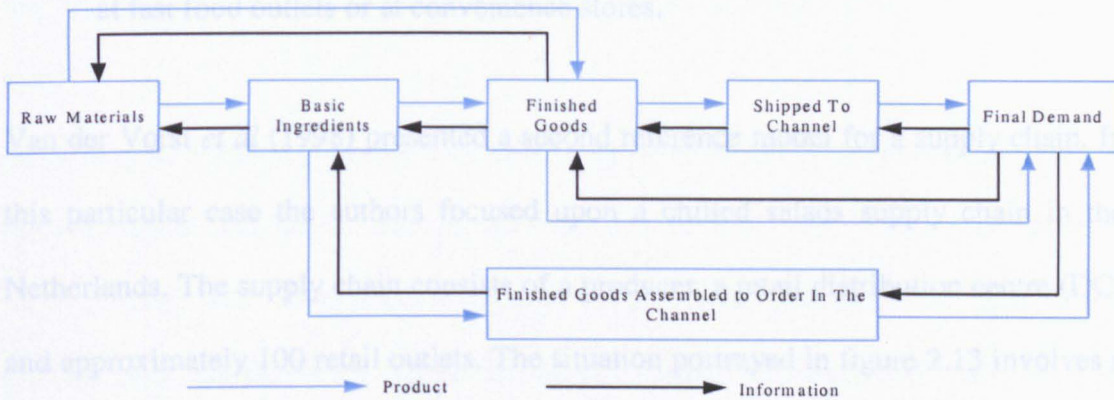 at fast food outlets or at convenience stores.
Raw Materials
Basic
Ingredients
Finished
Goods
Shipped To
Channel
Final Demand
Van der Vorst et al (1998) presented a second reference model for a supply chain. In
this particular case the authors focused upon a chilled salads supply chain in the
Netherlands. The supply chain consists of a producer, a retail distribution centre (DC)
Finished Goods Assembled to Order In The
Channel
and approximately 100 retail outlets. The situation portrayed in figure 2.13 involves
Product
Information